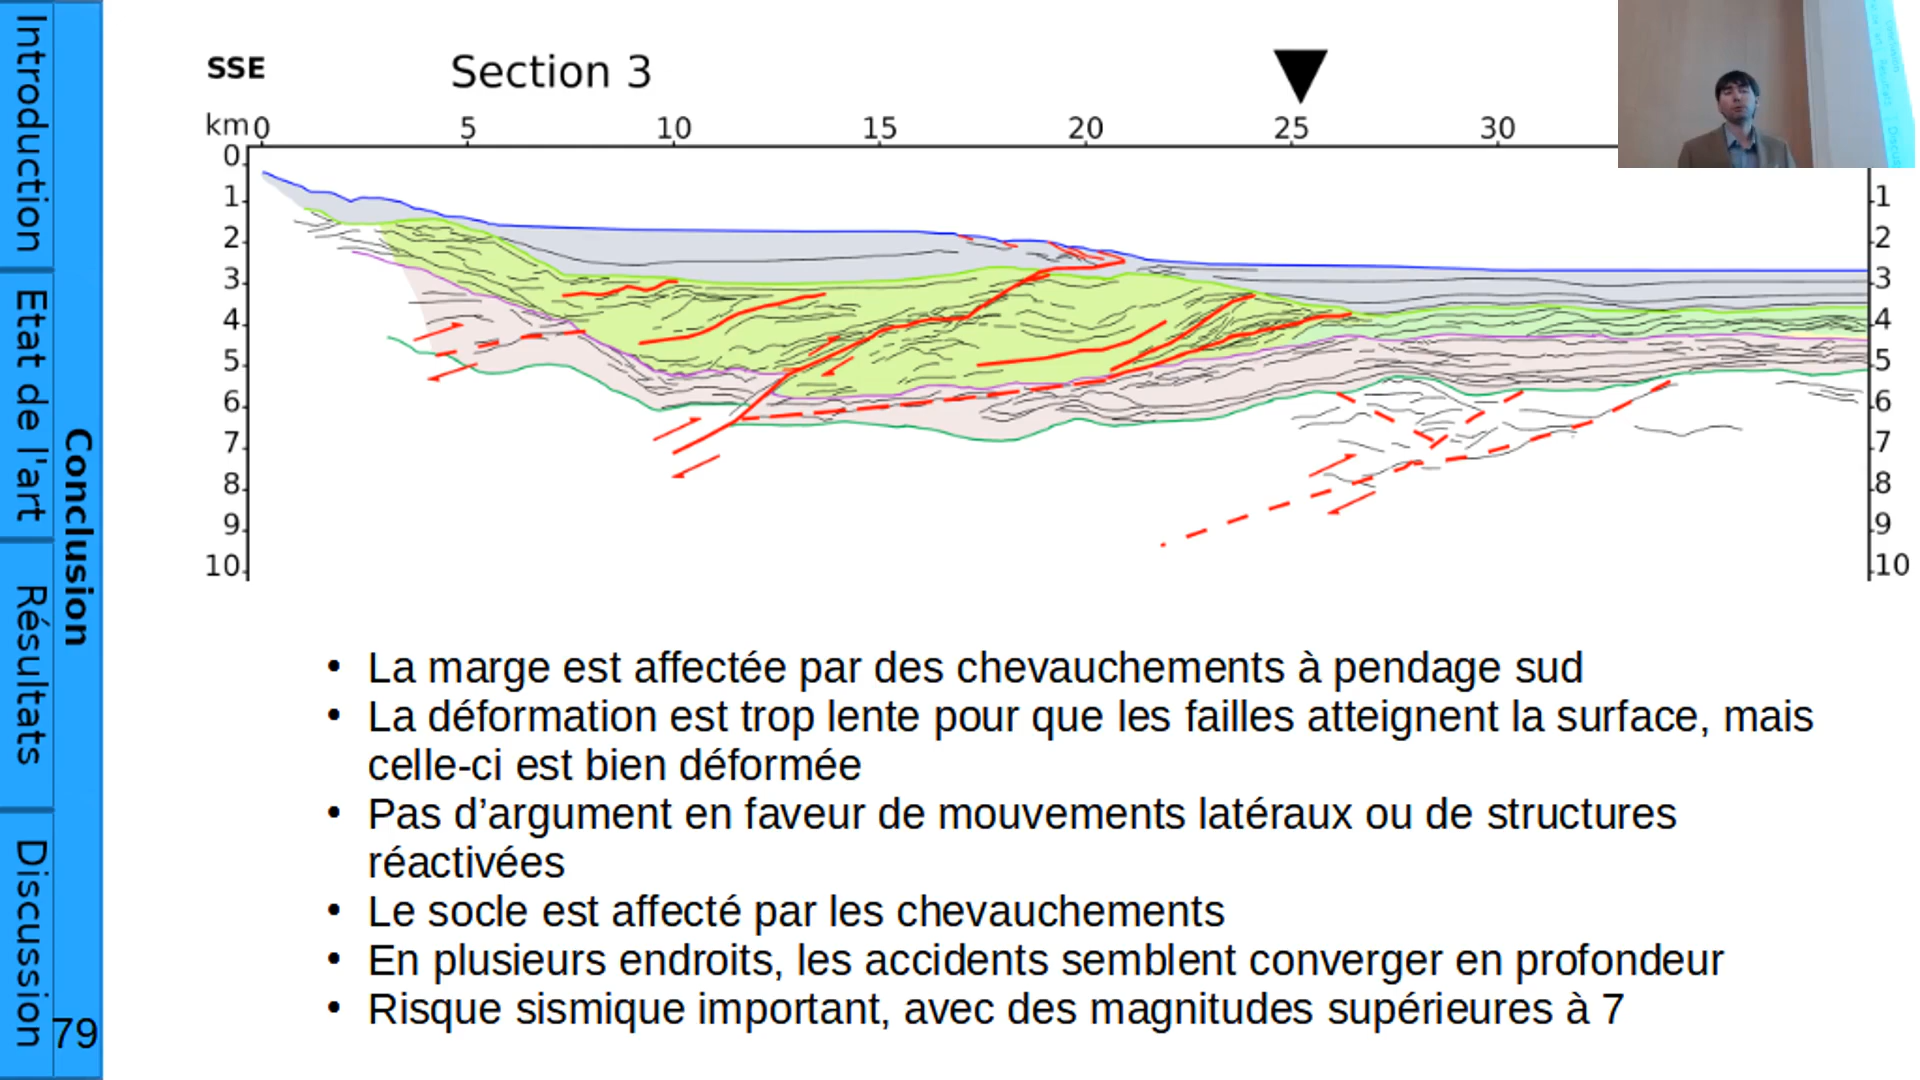 Introduction
Etat de l'art
Résultats
Discussion
Conclusion
79
SSE
Section 3
km 0 5 10 15 20 25 30
0
1
2
3
4
5
6
7
8
9
10
1
2
3
4
5
6
7
8
9
10
• La marge est affectée par des chevauchements à pendage sud
• La déformation est trop lente pour que les failles atteignent la surface, mais
celle-ci est bien déformée
• Pas d’argument en faveur de mouvements latéraux ou de structures
réactivées
• Le socle est affecté par les chevauchements
• En plusieurs endroits, les accidents semblent converger en profondeur
• Risque sismique important, avec des magnitudes supérieures à 7